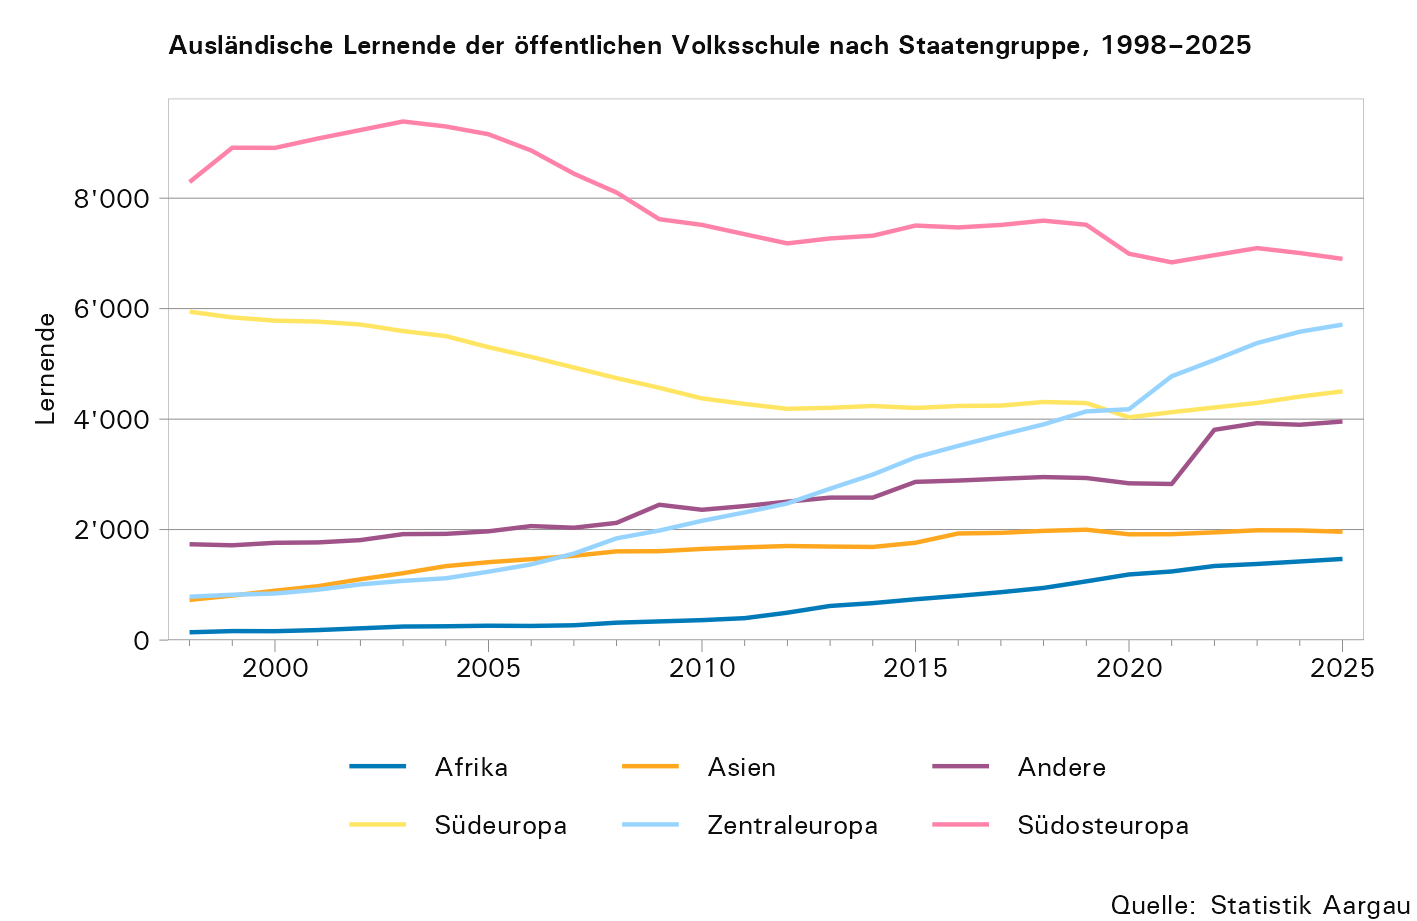 Ausländische Lernende der öffentlichen Volksschule nach Staatengruppe, 1998–2025
Lernende
8'000
6'000
4'000
2'000
0
2000 2005 2010 2015 2020 2025
Afrika Asien Andere
Südeuropa Zentraleuropa Südosteuropa
Quelle: Statistik Aargau